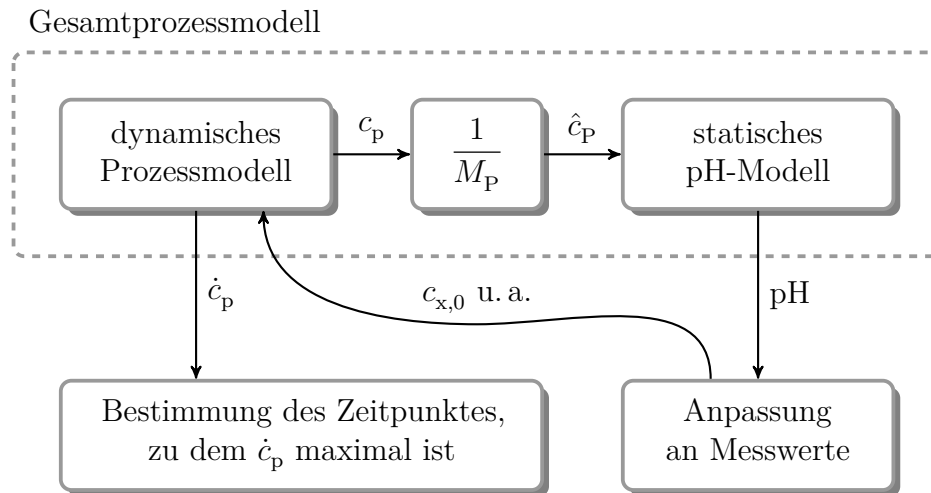 Gesamtprozessmodell
dynamisches
Prozessmodell
c_p
1
M_P
ĉ_P
statisches
pH-Modell
ċ_p
c_x,0 u. a.
pH
Bestimmung des Zeitpunktes,
zu dem ċ_p maximal ist
Anpassung
an Messwerte